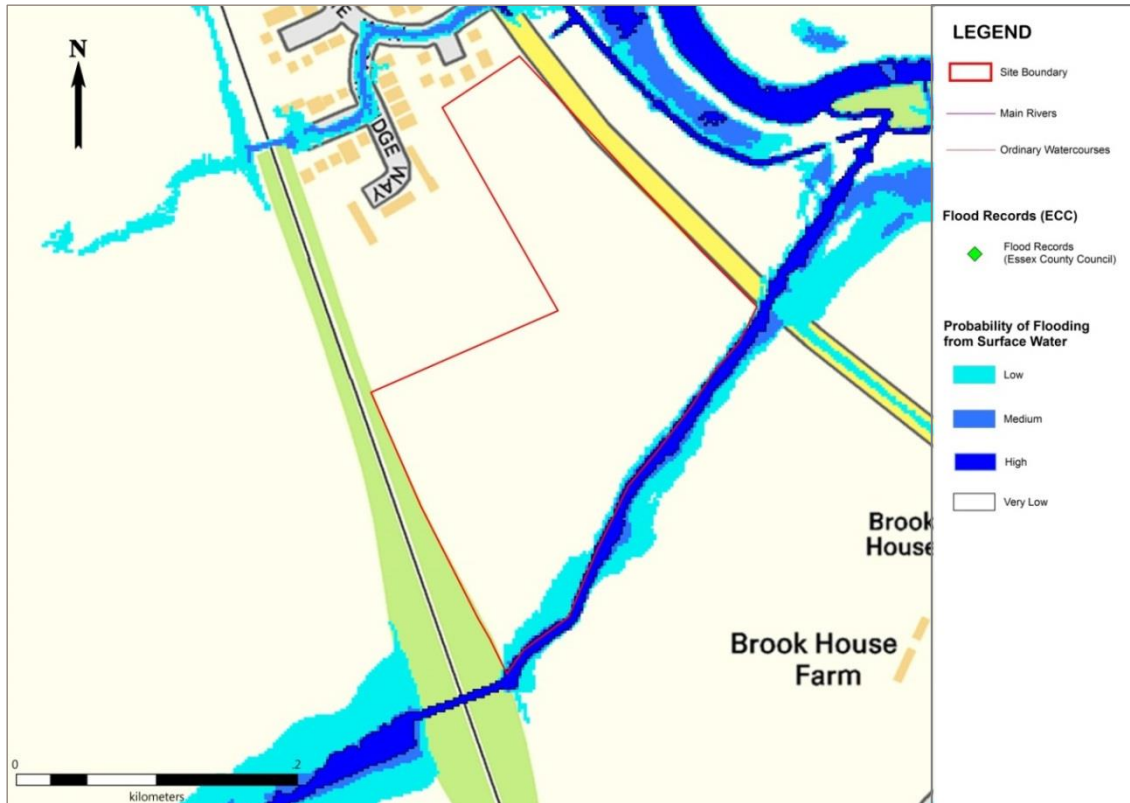 N
DGE WAY
Brook
House
Brook House
Farm
0
.2
kilometers
LEGEND
Site Boundary
Main Rivers
Ordinary Watercourses
Flood Records (ECC)
Flood Records
(Essex County Council)
Probability of Flooding
from Surface Water
Low
Medium
High
Very Low